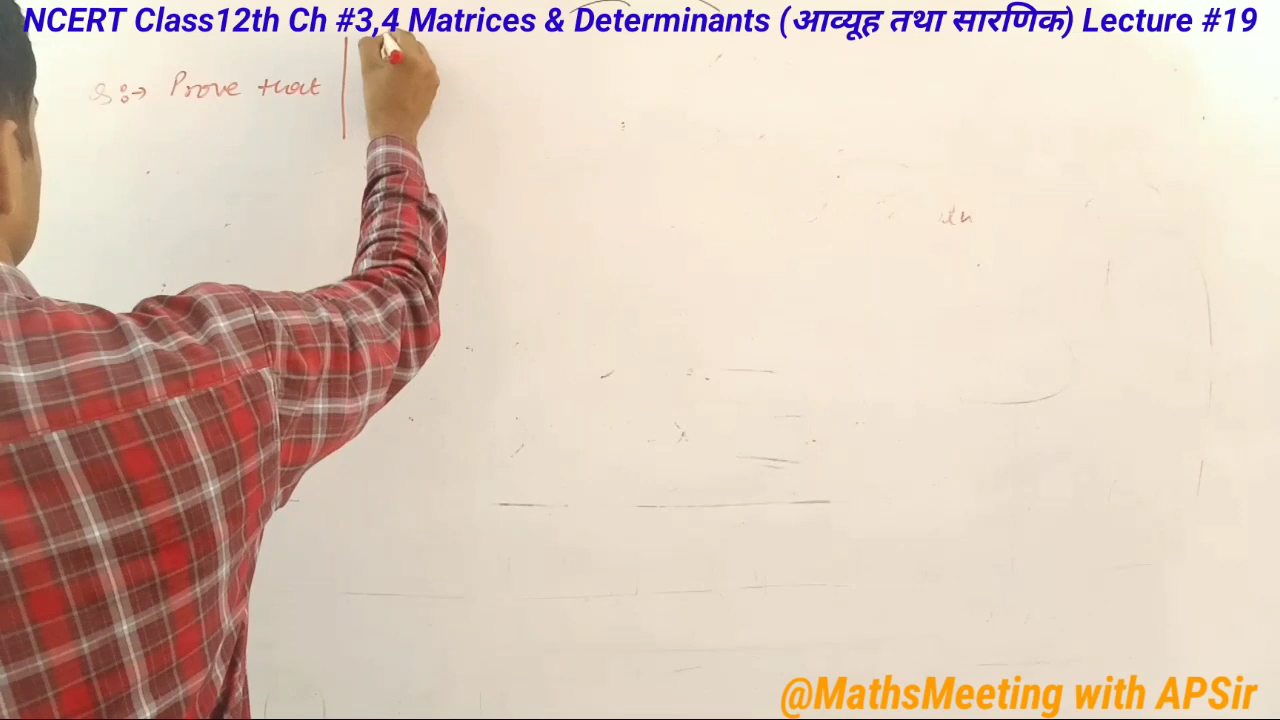 NCERT Class12th Ch #3,4 Matrices & Determinants (आव्यूह तथा सारणिक) Lecture #19
Prove that
@MathsMeeting with APSir